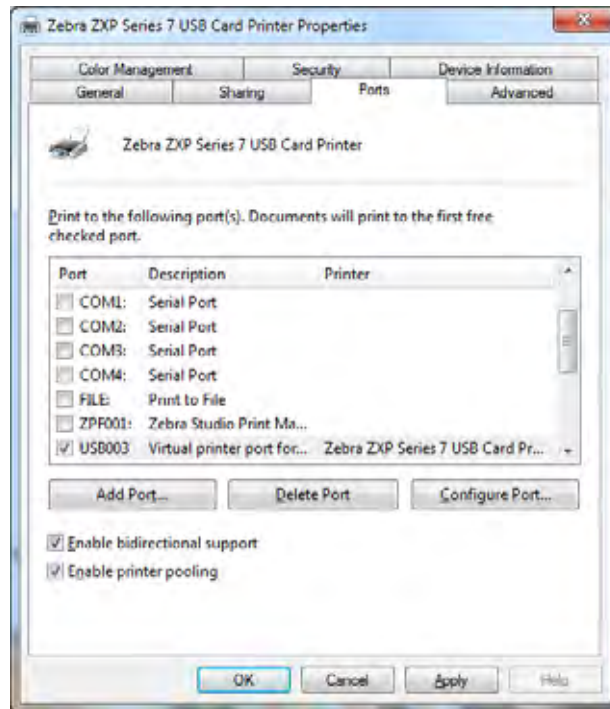 Zebra ZXP Series 7 USB Card Printer Properties
Color Management Security Device Information
General Sharing Ports Advanced
Zebra ZXP Series 7 USB Card Printer
Print to the following port(s). Documents will print to the first free
checked port.
Port Description Printer
COM1: Serial Port
COM2: Serial Port
COM3: Serial Port
COM4: Serial Port
FILE: Print to File
ZPF001: Zebra Studio Print Ma...
USB003 Virtual printer port for... Zebra ZXP Series 7 USB Card Pr...
Add Port... Delete Port Configure Port...
Enable bidirectional support
Enable printer pooling
OK Cancel Apply Help